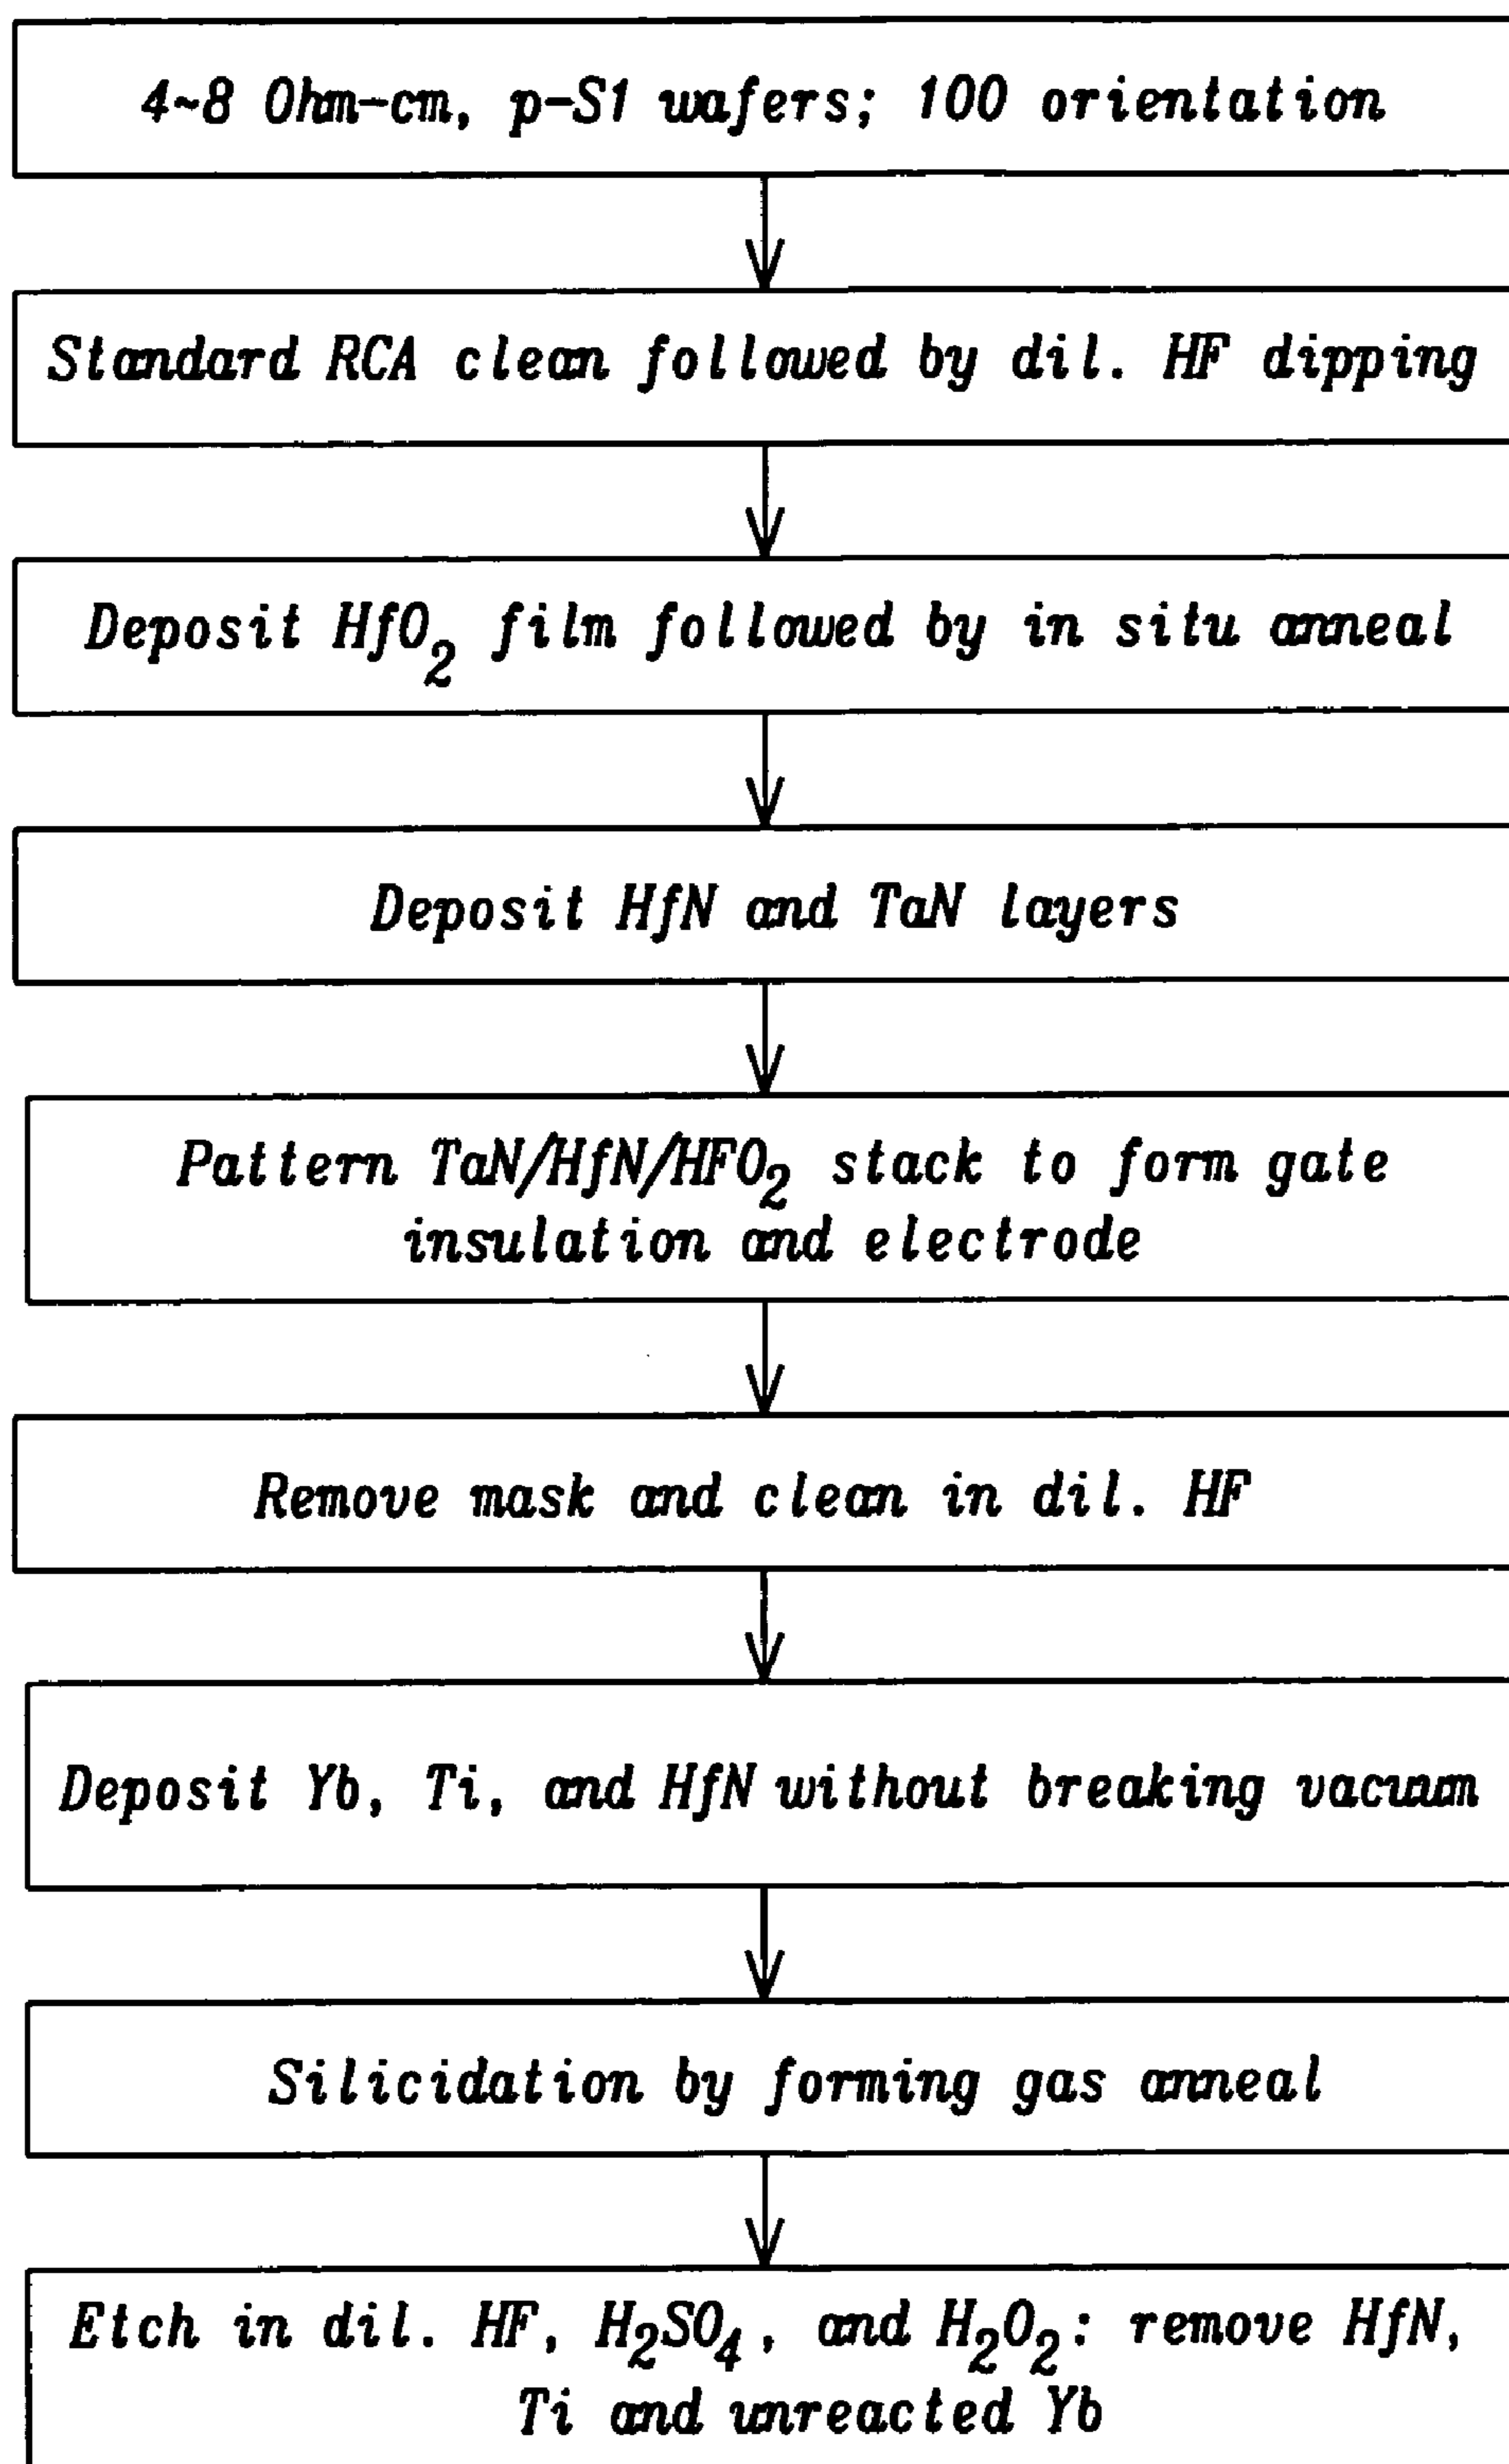 4~8 Ohm-cm, p-S1 wafers; 100 orientation
Standard RCA clean followed by dil. HF dipping
Deposit HfO₂ film followed by in situ anneal
Deposit HfN and TaN layers
Pattern TaN/HfN/HFO₂ stack to form gate
insulation and electrode
Remove mask and clean in dil. HF
Deposit Yb, Ti, and HfN without breaking vacuum
Silicidation by forming gas anneal
Etch in dil. HF, H₂SO₄, and H₂O₂: remove HfN,
Ti and unreacted Yb